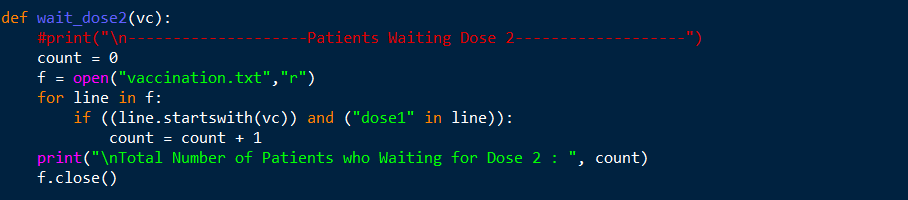 def wait_dose2(vc):
    #print("\n--------------------Patients Waiting Dose 2-------------------")
    count = 0
    f = open("vaccination.txt","r")
    for line in f:
        if ((line.startswith(vc)) and ("dose1" in line)):
            count = count + 1
    print("\nTotal Number of Patients who Waiting for Dose 2 : ", count)
    f.close()